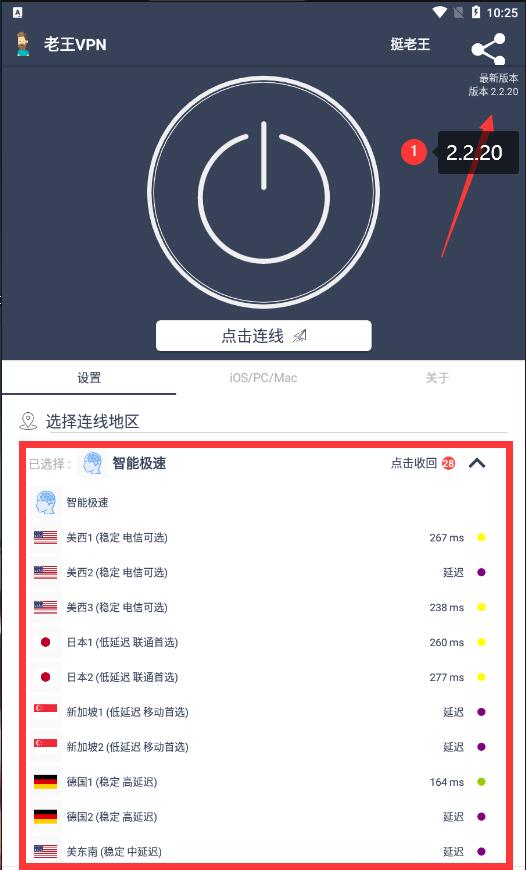 A
10:25
老王VPN
挺老王
最新版本
版本 2.2.20
1
2.2.20
点击连线
设置
iOS/PC/Mac
关于
选择连线地区
已选择：
智能极速
点击收回 28
智能极速
美西1 (稳定 电信可选) 267 ms
美西2 (稳定 电信可选) 延迟
美西3 (稳定 电信可选) 238 ms
日本1 (低延迟 联通首选) 260 ms
日本2 (低延迟 联通首选) 277 ms
新加坡1 (低延迟 移动首选) 延迟
新加坡2 (低延迟 移动首选) 延迟
德国1 (稳定 高延迟) 164 ms
德国2 (稳定 高延迟) 延迟
美东南 (稳定 中延迟) 延迟